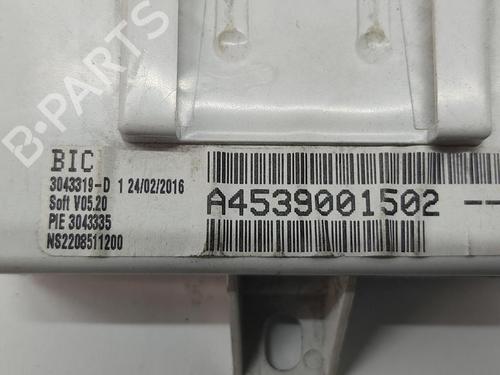 B-PARTS
BIC
3043319-D 1 24/02/2016
Soft V05.20
PIE 3043335
NS2208511200
A4539001502 --